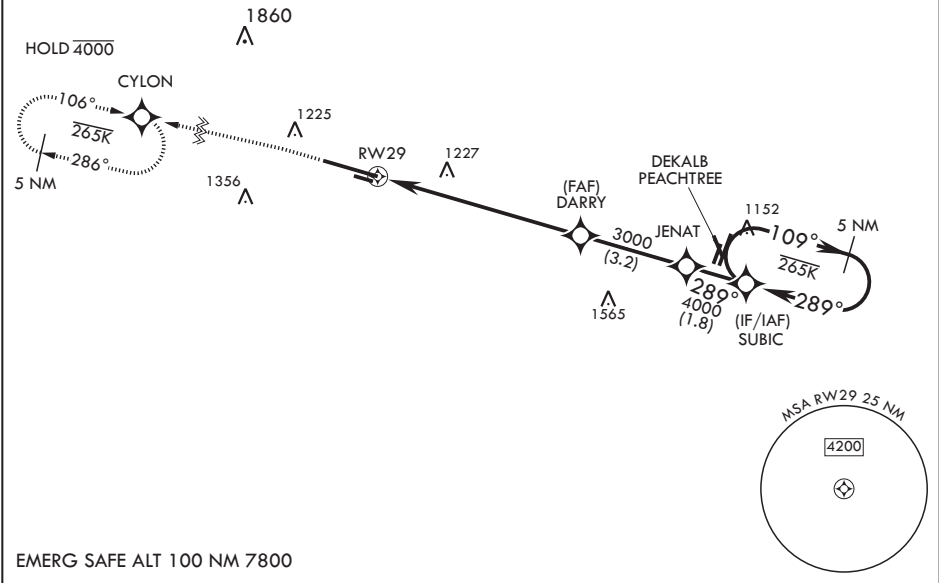 1860
HOLD 4000
CYLON
106°
265K
286°
5 NM
1225
1356
RW29
1227
(FAF)
DARRY
3000
(3.2)
JENAT
DEKALB
PEACHTREE
1152
109°
5 NM
265K
289°
289°
4000
(1.8)
(IF/IAF)
SUBIC
1565
MSA RW29 25 NM
4200
EMERG SAFE ALT 100 NM 7800